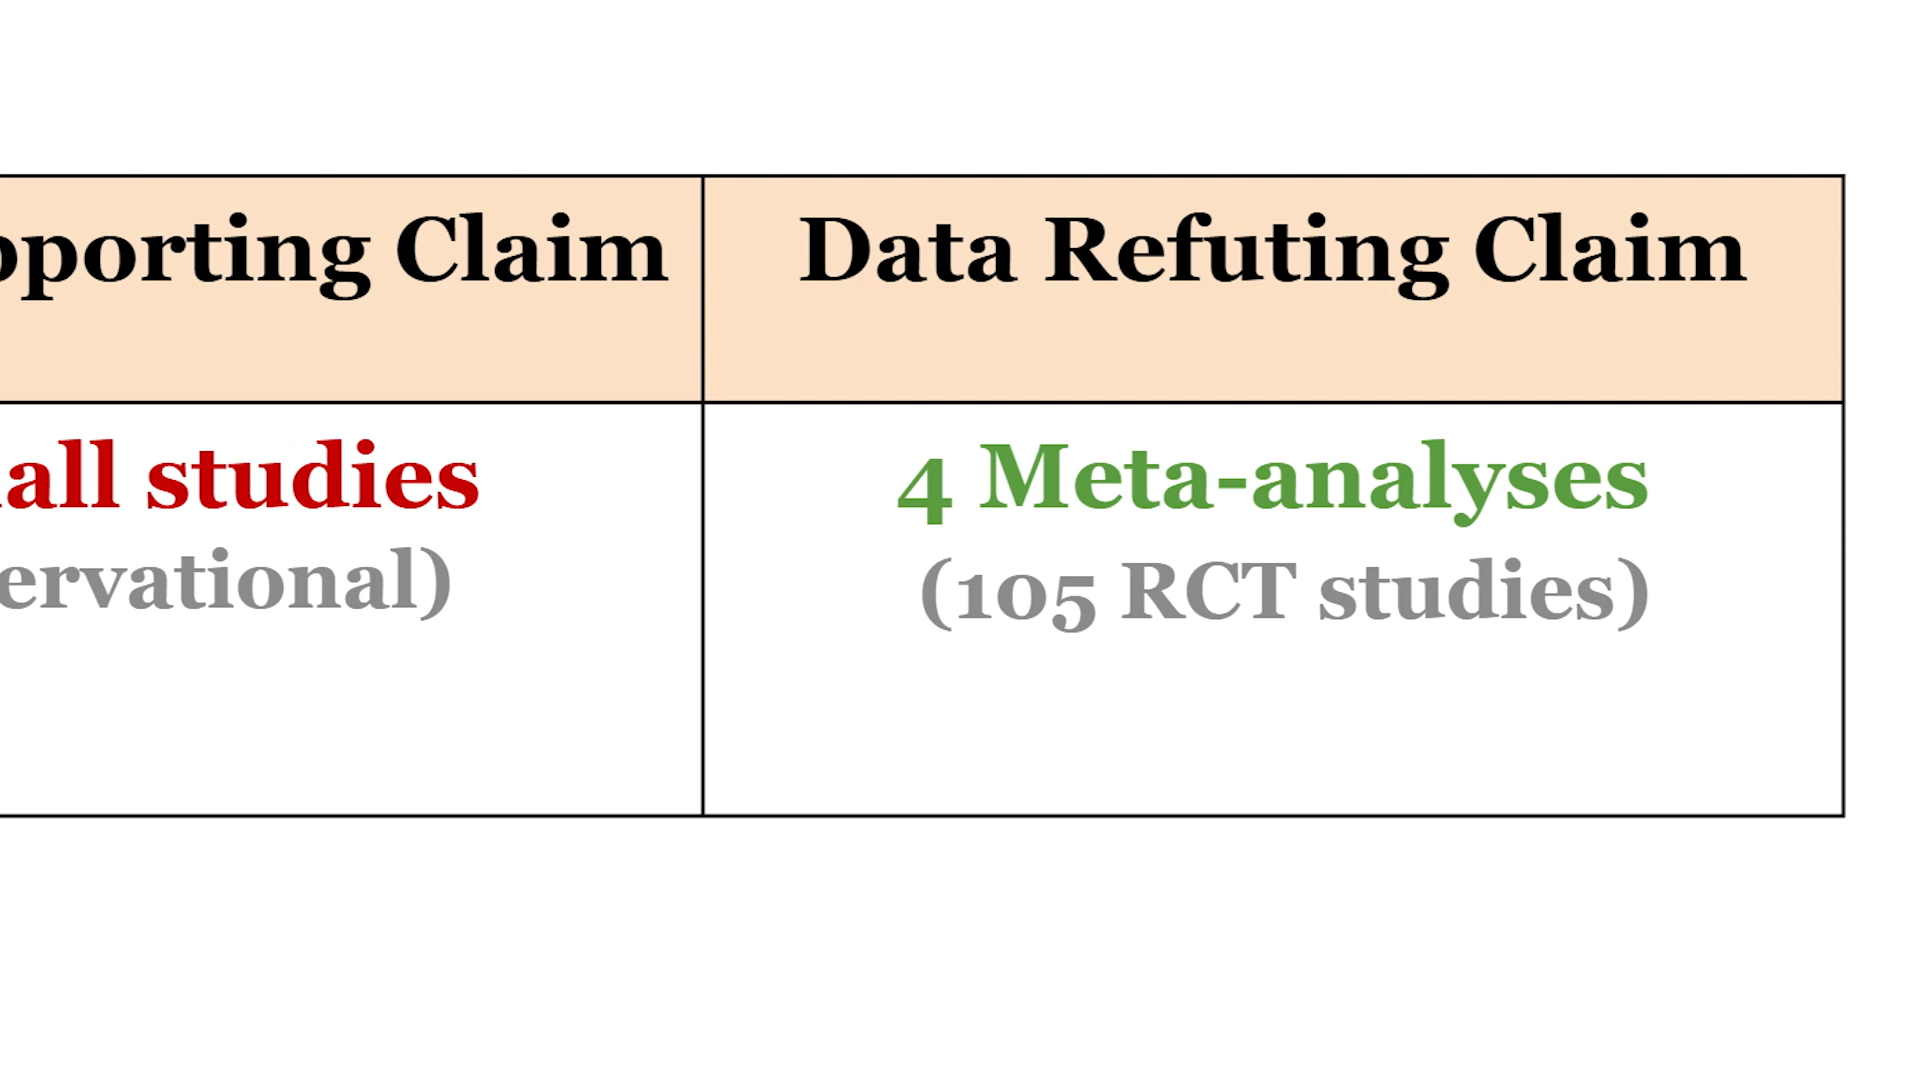 pporting Claim
Data Refuting Claim
all studies
ervational)
4 Meta-analyses
(105 RCT studies)